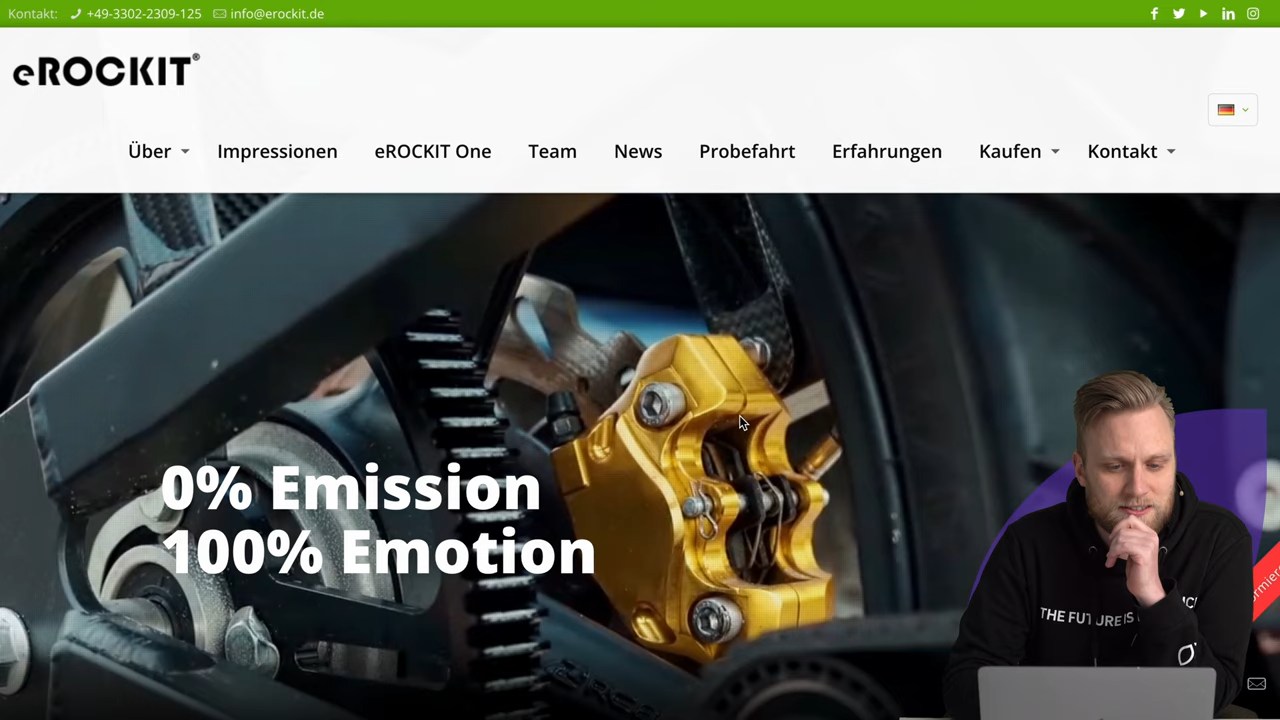 Kontakt: +49-3302-2309-125 info@erockit.de
eROCKIT®
Über Impressionen eROCKIT One Team News Probefahrt Erfahrungen Kaufen Kontakt
0% Emission
100% Emotion
THE FUTURE IS